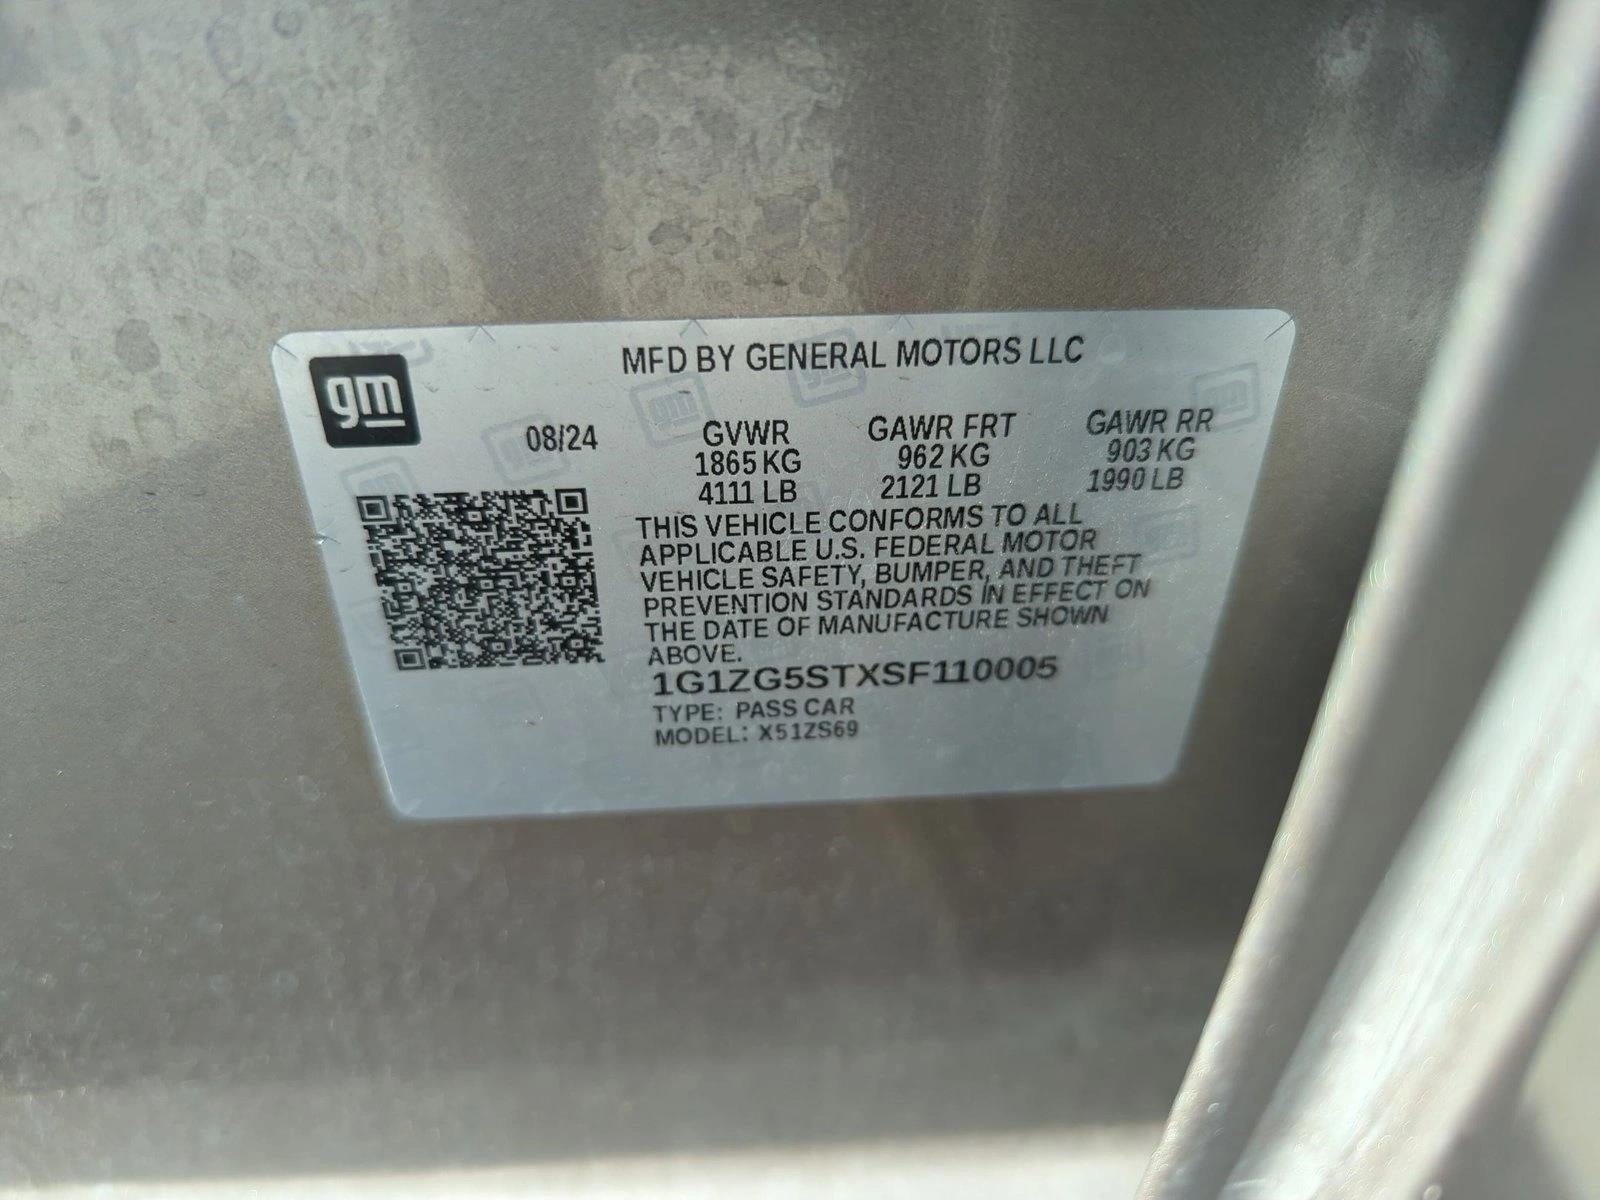 gm
MFD BY GENERAL MOTORS LLC
08/24 GVWR GAWR FRT GAWR RR
1865 KG 962 KG 903 KG
4111 LB 2121 LB 1990 LB
THIS VEHICLE CONFORMS TO ALL
APPLICABLE U.S. FEDERAL MOTOR
VEHICLE SAFETY, BUMPER, AND THEFT
PREVENTION STANDARDS IN EFFECT ON
THE DATE OF MANUFACTURE SHOWN
ABOVE.
1G1ZG5STXSF110005
TYPE: PASS CAR
MODEL: X51ZS69